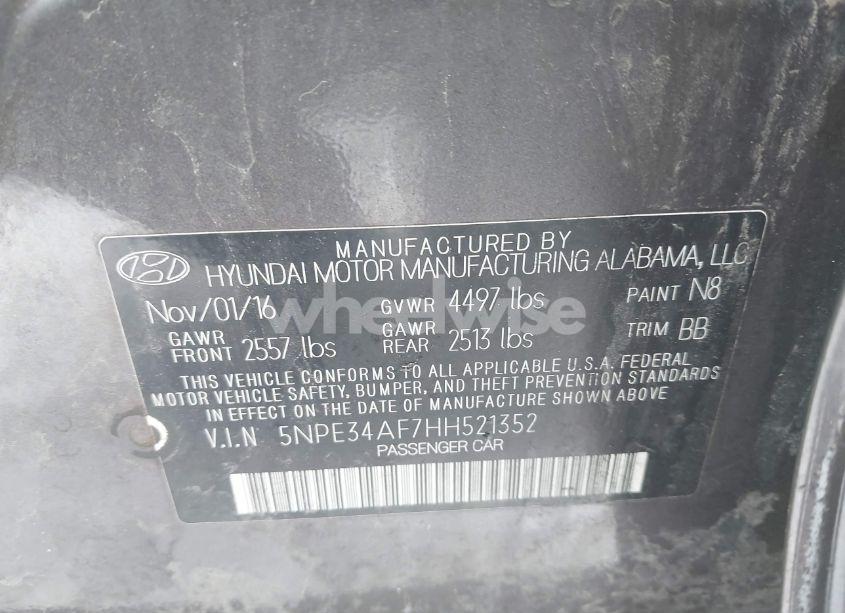 MANUFACTURED BY
HYUNDAI MOTOR MANUFACTURING ALABAMA, LLC
Nov/01/16 GVWR 4497 lbs PAINT N8
GAWR FRONT 2557 lbs GAWR REAR 2513 lbs TRIM BB
THIS VEHICLE CONFORMS TO ALL APPLICABLE U.S.A. FEDERAL
MOTOR VEHICLE SAFETY, BUMPER, AND THEFT PREVENTION STANDARDS
IN EFFECT ON THE DATE OF MANUFACTURE SHOWN ABOVE.
V.I.N 5NPE34AF7HH521352
PASSENGER CAR
wheelwise